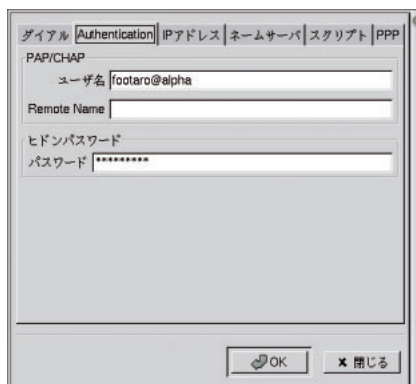 ダイアル Authentication IPアドレス ネームサーバ スクリプト PPP
PAP/CHAP
ユーザ名 footaro@alpha
Remote Name
ヒドンパスワード
パスワード *********
OK 閉じる